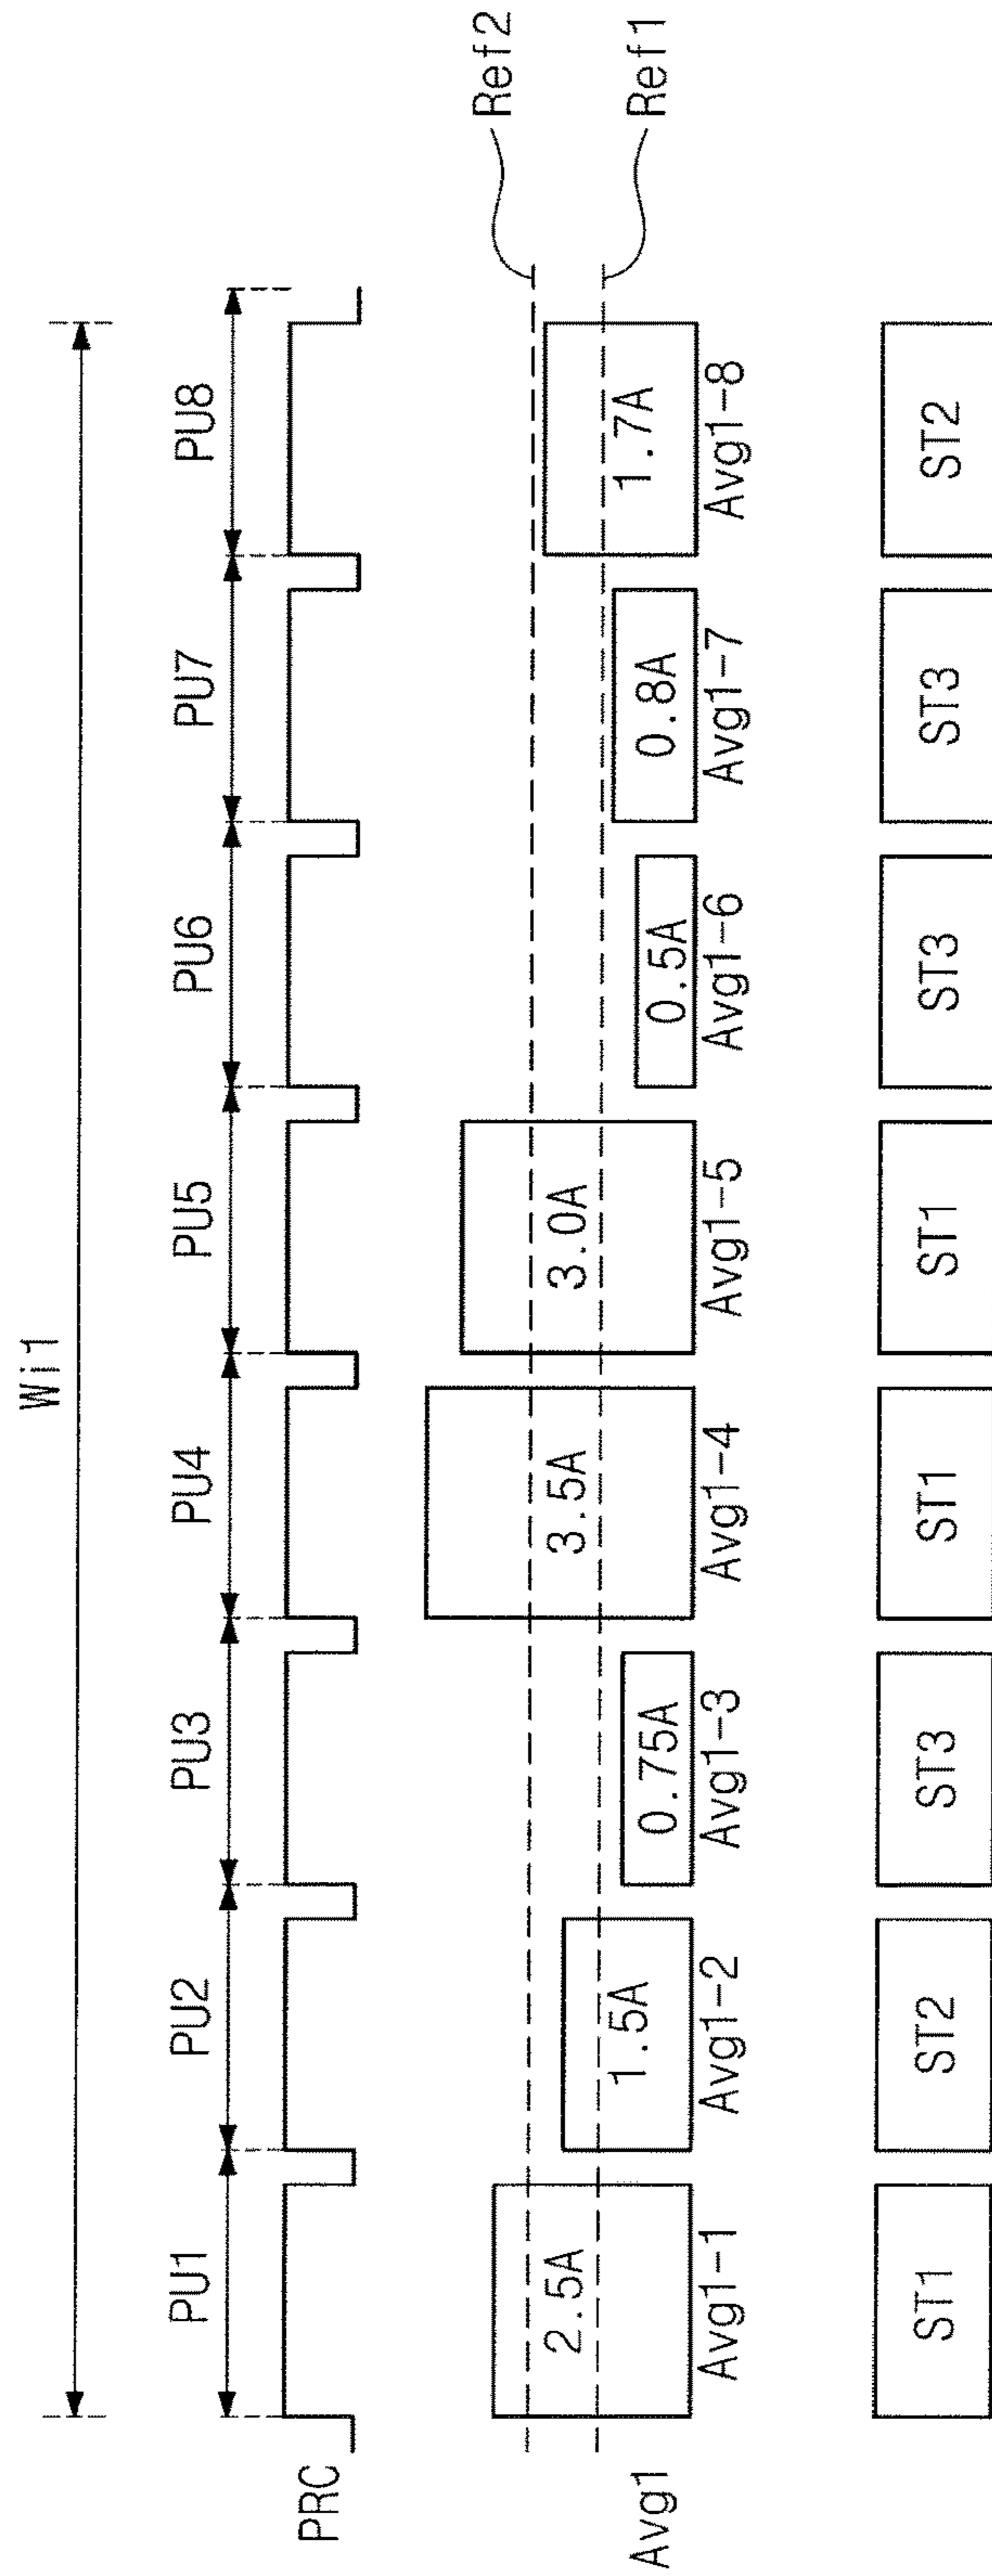 Wi1
PU1 PU2 PU3 PU4 PU5 PU6 PU7 PU8
PRC
Ref2
Ref1
2.5A 1.5A 0.75A 3.5A 3.0A 0.5A 0.8A 1.7A
Avg1
Avg1-1 Avg1-2 Avg1-3 Avg1-4 Avg1-5 Avg1-6 Avg1-7 Avg1-8
ST1 ST2 ST3 ST1 ST1 ST3 ST3 ST2